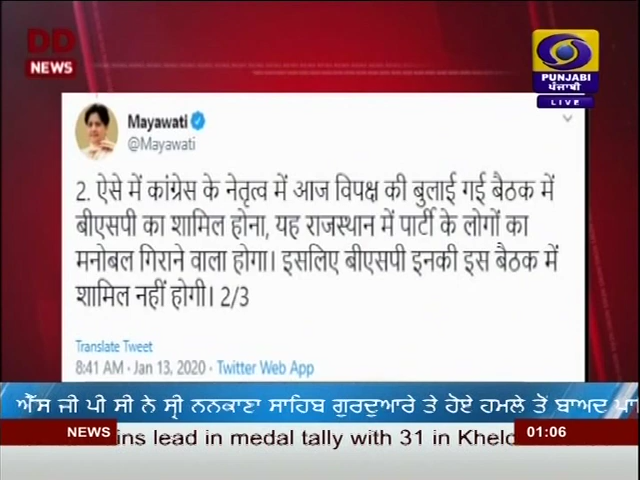 DD
NEWS
PUNJABI
ਪੰਜਾਬੀ
LIVE
Mayawati
@Mayawati
2. ऐसे में कांग्रेस के नेतृत्व में आज विपक्ष की बुलाई गई बैठक में
बीएसपी का शामिल होना, यह राजस्थान में पार्टी के लोगों का
मनोबल गिराने वाला होगा। इसलिए बीएसपी इनकी इस बैठक में
शामिल नहीं होगी। 2/3
Translate Tweet
8:41 AM · Jan 13, 2020 · Twitter Web App
ਐੱਸ ਜੀ ਪੀ ਸੀ ਨੇ ਸ੍ਰੀ ਨਨਕਾਣਾ ਸਾਹਿਬ ਗੁਰਦੁਆਰੇ ਤੇ ਹੋਏ ਹਮਲੇ ਤੋਂ ਬਾਅਦ
NEWS
ins lead in medal tally with 31 in Khelo
01:06